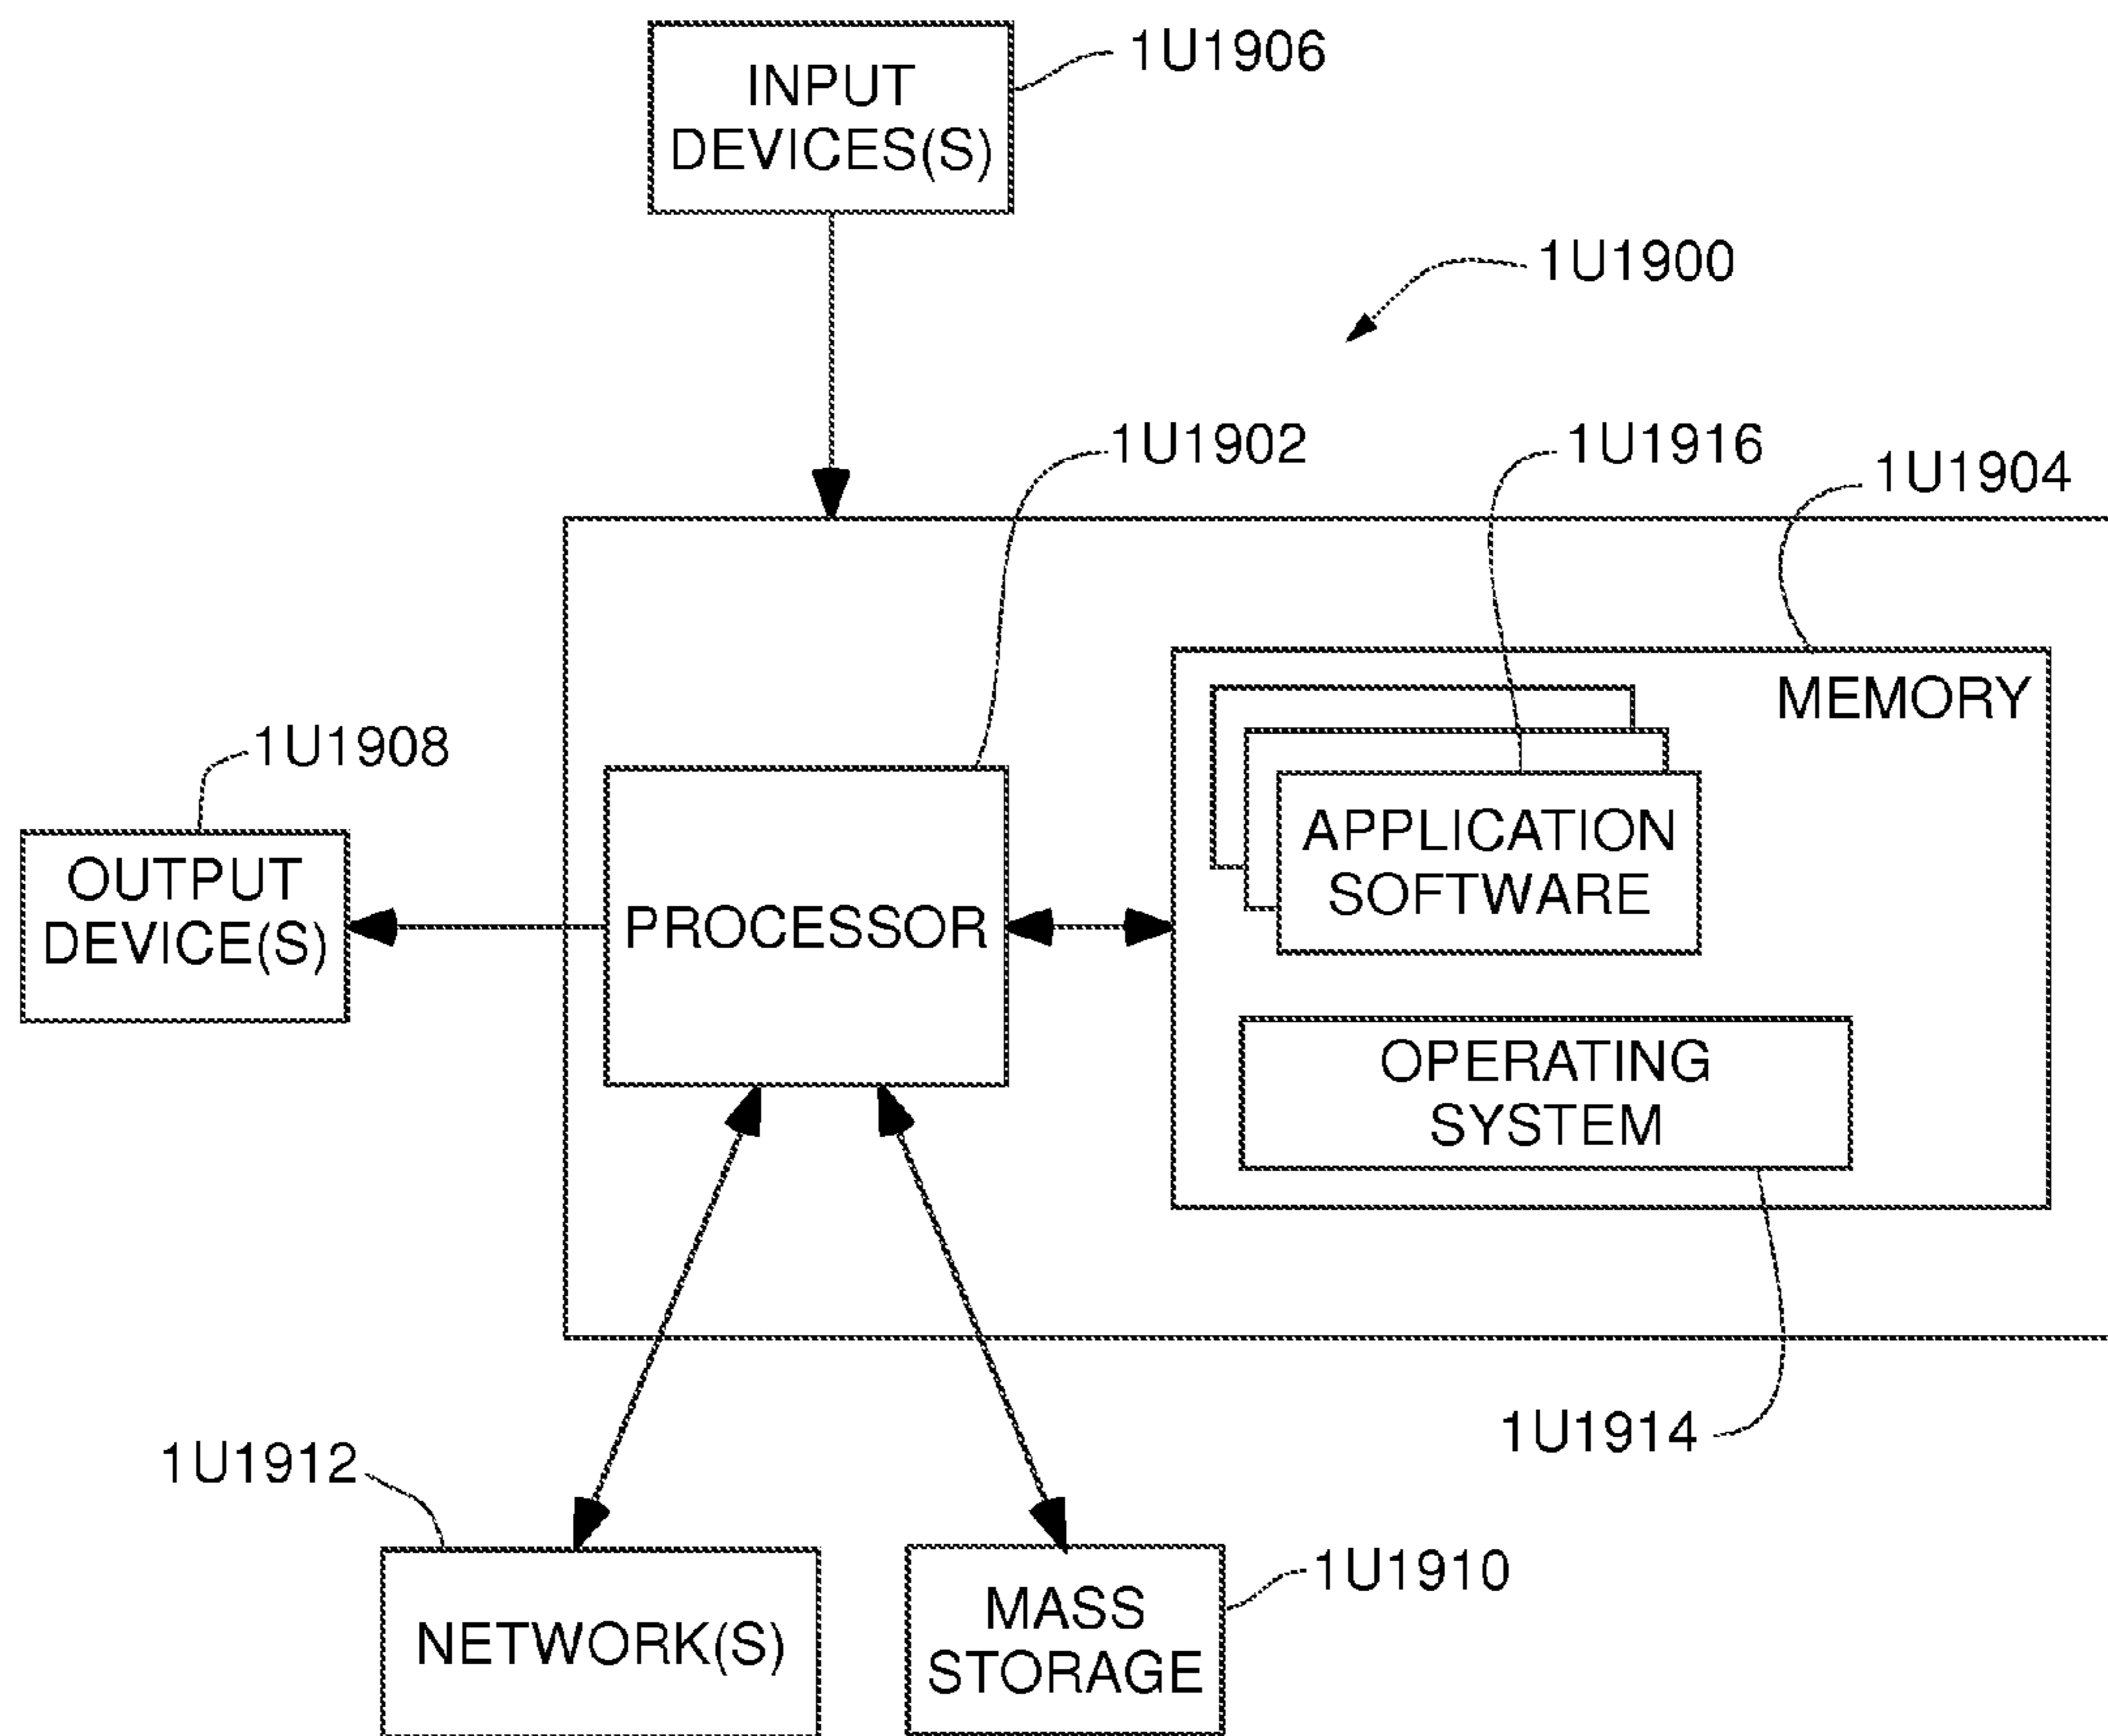 1U1906
INPUT
DEVICES(S)
1U1900
1U1902
1U1916
1U1904
MEMORY
1U1908
APPLICATION
SOFTWARE
OUTPUT
DEVICE(S)
PROCESSOR
OPERATING
SYSTEM
1U1914
1U1912
1U1910
NETWORK(S)
MASS
STORAGE